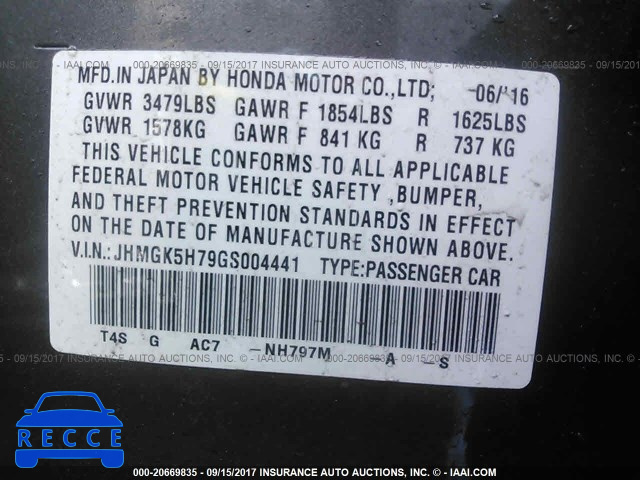 000-20669835 - 09/15/2017 INSURANCE AUTO AUCTIONS, INC. - © IAAI.COM
MFD.IN JAPAN BY HONDA MOTOR CO.,LTD; 06/ 16
GVWR 3479LBS GAWR F 1854LBS R 1625LBS
GVWR 1578KG GAWR F 841 KG R 737 KG
THIS VEHICLE CONFORMS TO ALL APPLICABLE
FEDERAL MOTOR VEHICLE SAFETY ,BUMPER,
AND THEFT PREVENTION STANDARDS IN EFFECT
ON THE DATE OF MANUFACTURE SHOWN ABOVE.
V.I.N.:JHMGK5H79GS004441 TYPE:PASSENGER CAR
T4S G AC7 -NH797M -A -S
RECCE
000-20669835 - 09/15/2017 INSURANCE AUTO AUCTIONS, INC. - © IAAI.COM